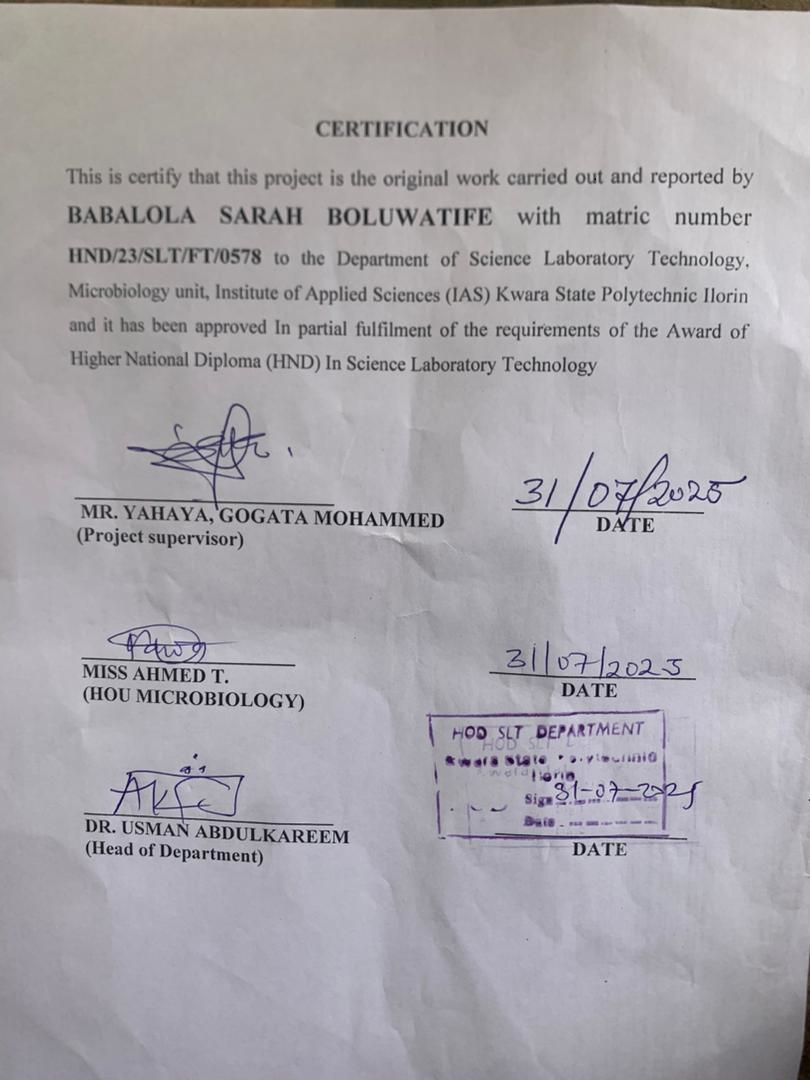 CERTIFICATION
This is certify that this project is the original work carried out and reported by
BABALOLA SARAH BOLUWATIFE with matric number
HND/23/SLT/FT/0578 to the Department of Science Laboratory Technology,
Microbiology unit, Institute of Applied Sciences (IAS) Kwara State Polytechnic Ilorin
and it has been approved In partial fulfilment of the requirements of the Award of
Higher National Diploma (HND) In Science Laboratory Technology
31/07/2025
MR. YAHAYA, GOGATA MOHAMMED
DATE
(Project supervisor)
31/07/2025
MISS AHMED T.
DATE
(HOU MICROBIOLOGY)
HOD SLT DEPARTMENT
Kwara State Polytechnic
Ilorin
Sign 31-07-2025
Date
DR. USMAN ABDULKAREEM
DATE
(Head of Department)